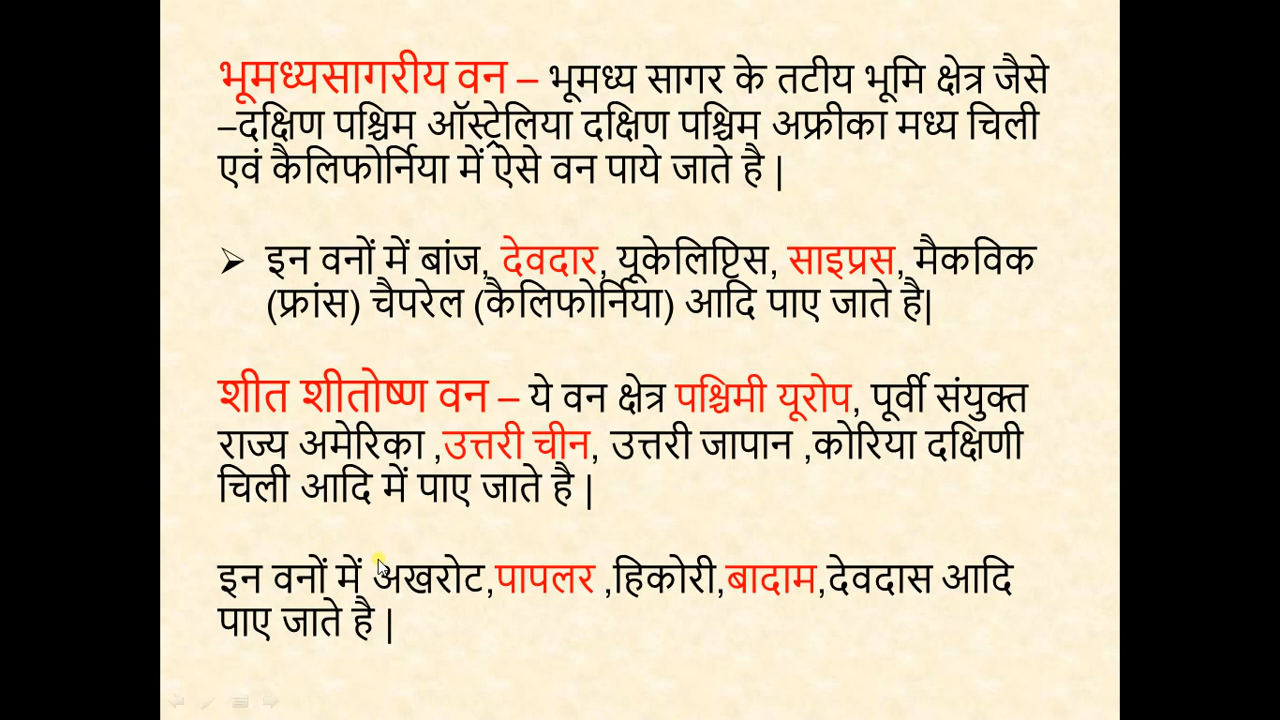 भूमध्यसागरीय वन – भूमध्य सागर के तटीय भूमि क्षेत्र जैसे
–दक्षिण पश्चिम ऑस्ट्रेलिया दक्षिण पश्चिम अफ्रीका मध्य चिली
एवं कैलिफोर्निया में ऐसे वन पाये जाते है |
➢ इन वनों में बांज, देवदार, यूकेलिप्टिस, साइप्रस, मैकविक
(फ्रांस) चैपरेल (कैलिफोर्निया) आदि पाए जाते है|
शीत शीतोष्ण वन – ये वन क्षेत्र पश्चिमी यूरोप, पूर्वी संयुक्त
राज्य अमेरिका ,उत्तरी चीन, उत्तरी जापान ,कोरिया दक्षिणी
चिली आदि में पाए जाते है |
इन वनों में अखरोट,पापलर ,हिकोरी,बादाम,देवदास आदि
पाए जाते है |